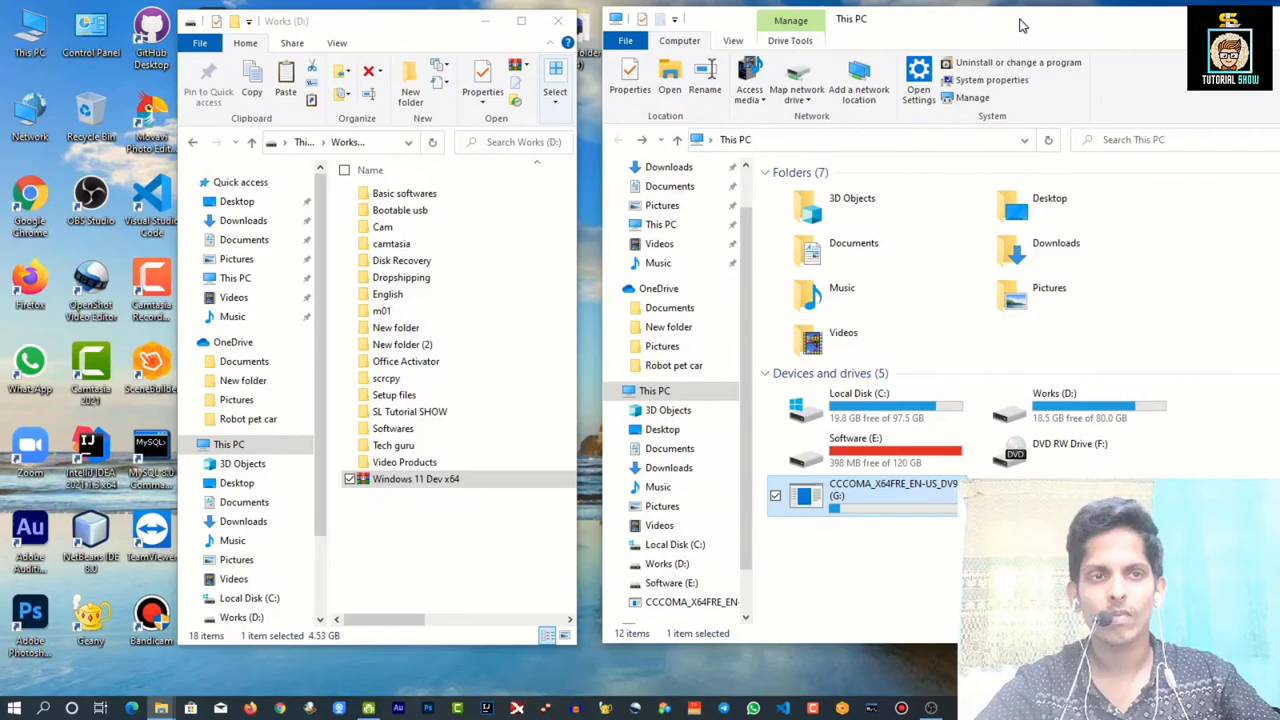 This PC
Control Panel
GitHub Desktop
Network
Recycle Bin
Movavi Photo Edit...
Google Chrome
OBS Studio
Visual Studio Code
Firefox
OpenShot Video Editor
Camtasia Record...
WhatsApp
Camtasia 2021
SceneBuilder
Zoom
MySQL 8.0 Comma...
Adobe Auditi...
NetBeans IDE 8.0
TeamViewer
Adobe Photosh...
Geany
Bandicam
Works (D:)
File
Home
Share
View
Pin to Quick access
Copy
Paste
Clipboard
Organize
New folder
New
Properties
Open
Select
Thi...
Works...
Search Works (D:)
Name
Quick access
Desktop
Downloads
Documents
Pictures
This PC
Videos
Music
OneDrive
Documents
New folder
Pictures
Robot pet car
This PC
3D Objects
Desktop
Documents
Downloads
Music
Pictures
Videos
Local Disk (C:)
Works (D:)
Basic softwares
Bootable usb
Cam
camtasia
Disk Recovery
Dropshipping
English
m01
New folder
New folder (2)
Office Activator
scrcpy
Setup files
SL Tutorial SHOW
Softwares
Tech guru
Video Products
Windows 11 Dev x64
18 items
1 item selected 4.53 GB
Manage
This PC
File
Computer
View
Drive Tools
Properties
Open
Rename
Location
Access media
Map network drive
Add a network location
Network
Open Settings
Uninstall or change a program
System properties
Manage
System
This PC
Search This PC
Downloads
Documents
Pictures
This PC
Videos
Music
OneDrive
Documents
New folder
Pictures
Robot pet car
This PC
3D Objects
Desktop
Documents
Downloads
Music
Pictures
Videos
Local Disk (C:)
Works (D:)
Software (E:)
CCCOMA_X64FRE_EN-
Folders (7)
3D Objects
Desktop
Documents
Downloads
Music
Pictures
Videos
Devices and drives (5)
Local Disk (C:)
19.8 GB free of 97.5 GB
Works (D:)
18.5 GB free of 80.0 GB
Software (E:)
398 MB free of 120 GB
DVD RW Drive (F:)
DVD
CCCOMA_X64FRE_EN-US_DV9
(G:)
12 items
1 item selected
SL
TUTORIAL SHOW